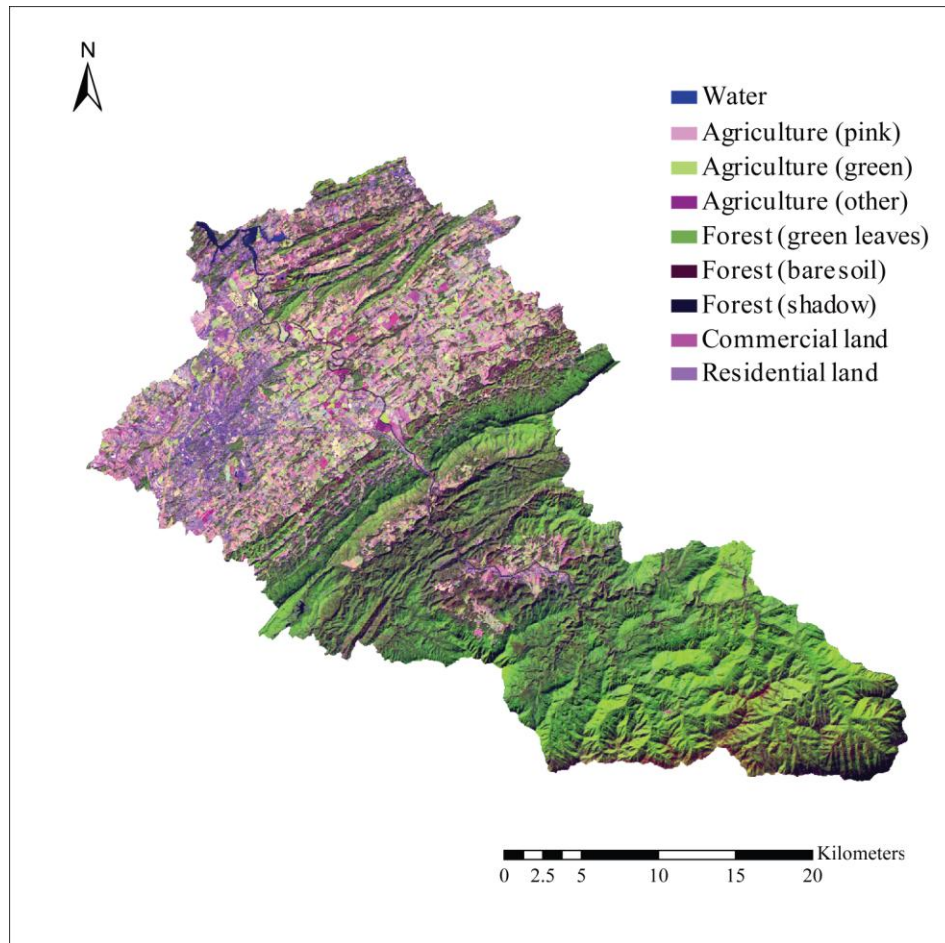 N
Water
Agriculture (pink)
Agriculture (green)
Agriculture (other)
Forest (green leaves)
Forest (bare soil)
Forest (shadow)
Commercial land
Residential land
Kilometers
0 2.5 5 10 15 20